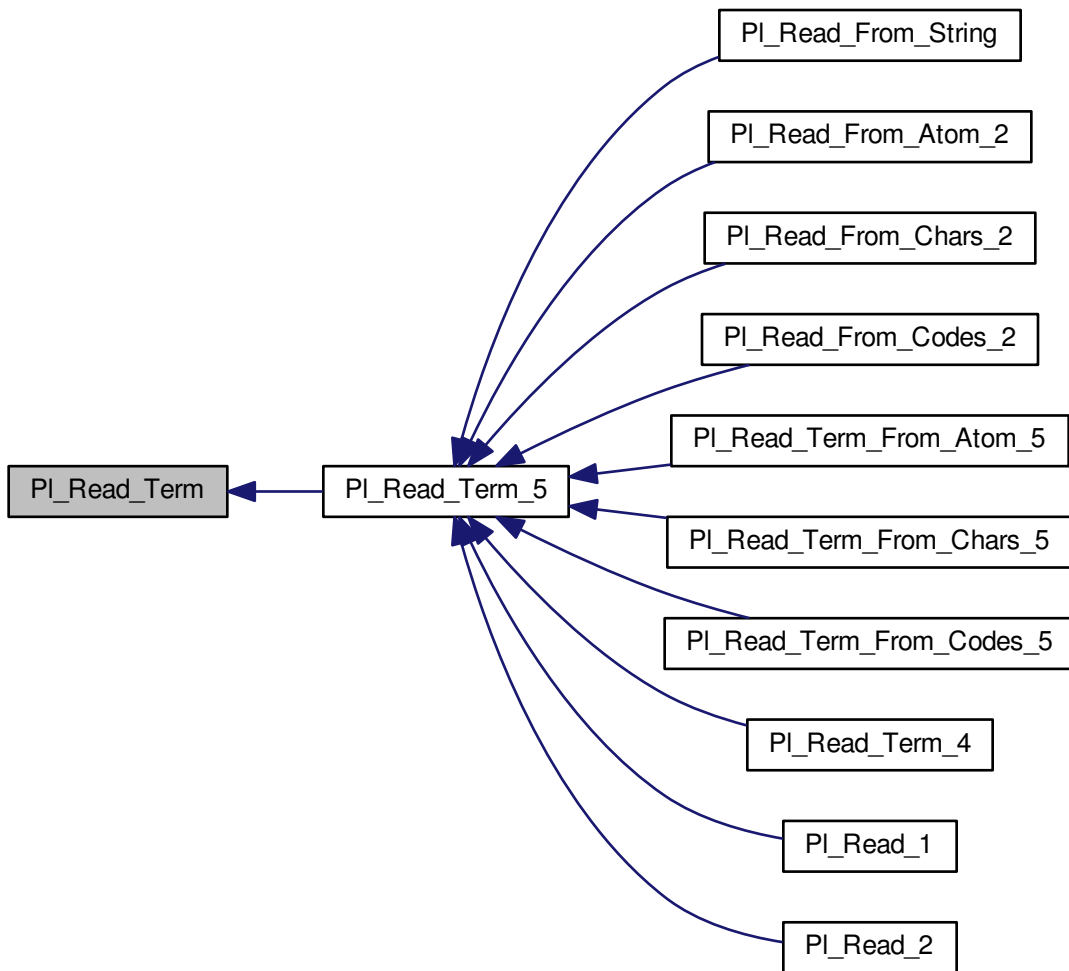 Pl_Read_From_String
Pl_Read_From_Atom_2
Pl_Read_From_Chars_2
Pl_Read_From_Codes_2
Pl_Read_Term_From_Atom_5
Pl_Read_Term
Pl_Read_Term_5
Pl_Read_Term_From_Chars_5
Pl_Read_Term_From_Codes_5
Pl_Read_Term_4
Pl_Read_1
Pl_Read_2